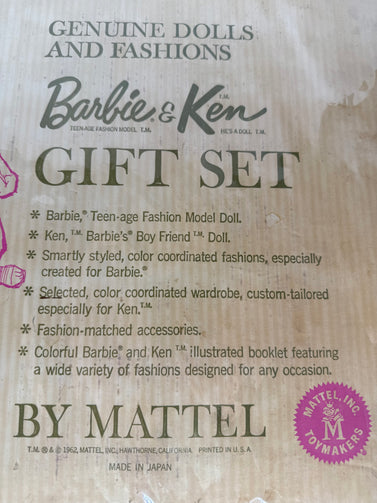 GENUINE DOLLS
AND FASHIONS
Barbie.® & Ken T.M.
TEEN-AGE FASHION MODEL T.M. HE'S A DOLL T.M.
GIFT SET
* Barbie,® Teen-age Fashion Model Doll.
* Ken, T.M. Barbie's® Boy Friend T.M. Doll.
* Smartly styled, color coordinated fashions, especially
created for Barbie.®
* Selected, color coordinated wardrobe, custom-tailored
especially for Ken. T.M.
* Fashion-matched accessories.
* Colorful Barbie® and Ken T.M. illustrated booklet featuring
a wide variety of fashions designed for any occasion.
BY MATTEL
T.M. ® & © 1962, MATTEL, INC., HAWTHORNE, CALIFORNIA. PRINTED IN U.S.A.
MADE IN JAPAN
MATTEL, INC.
M
TOYMAKERS